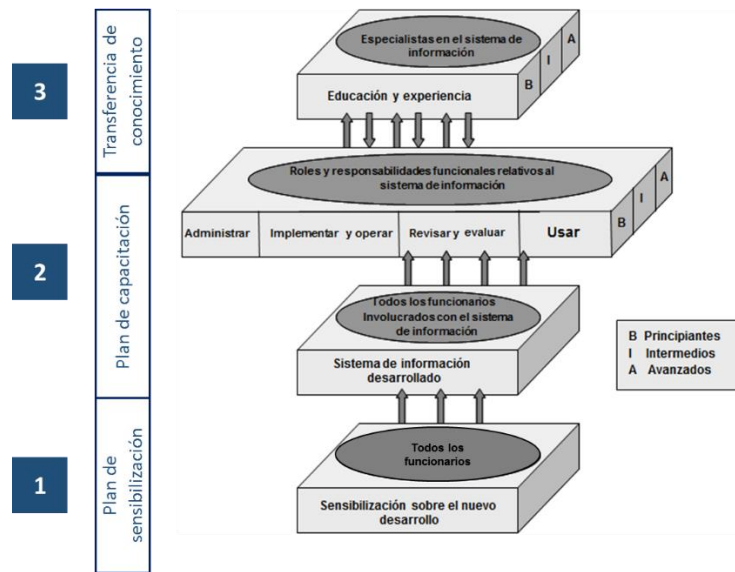 3
Transferencia de
conocimiento
Especialistas en el sistema de
información
Educación y experiencia
B
I
A
Roles y responsabilidades funcionales relativos al
sistema de información
Administrar
Implementar y operar
Revisar y evaluar
Usar
B
I
A
2
Plan de capacitación
Todos los funcionarios
Involucrados con el sistema
de información
Sistema de información
desarrollado
B Principiantes
I Intermedios
A Avanzados
1
Plan de
sensibilización
Todos los
funcionarios
Sensibilización sobre el nuevo
desarrollo